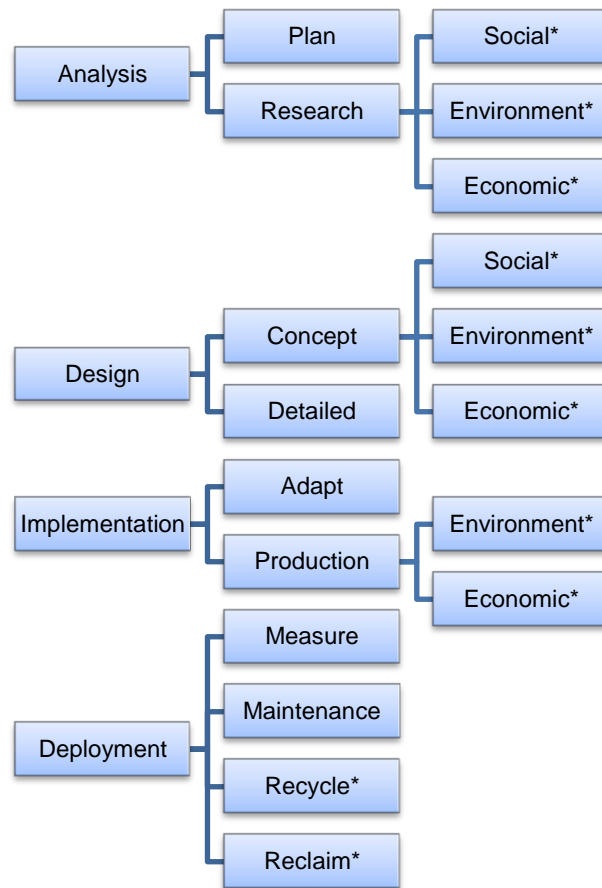 Analysis
Plan
Research
Social*
Environment*
Economic*
Design
Concept
Detailed
Social*
Environment*
Economic*
Implementation
Adapt
Production
Environment*
Economic*
Deployment
Measure
Maintenance
Recycle*
Reclaim*